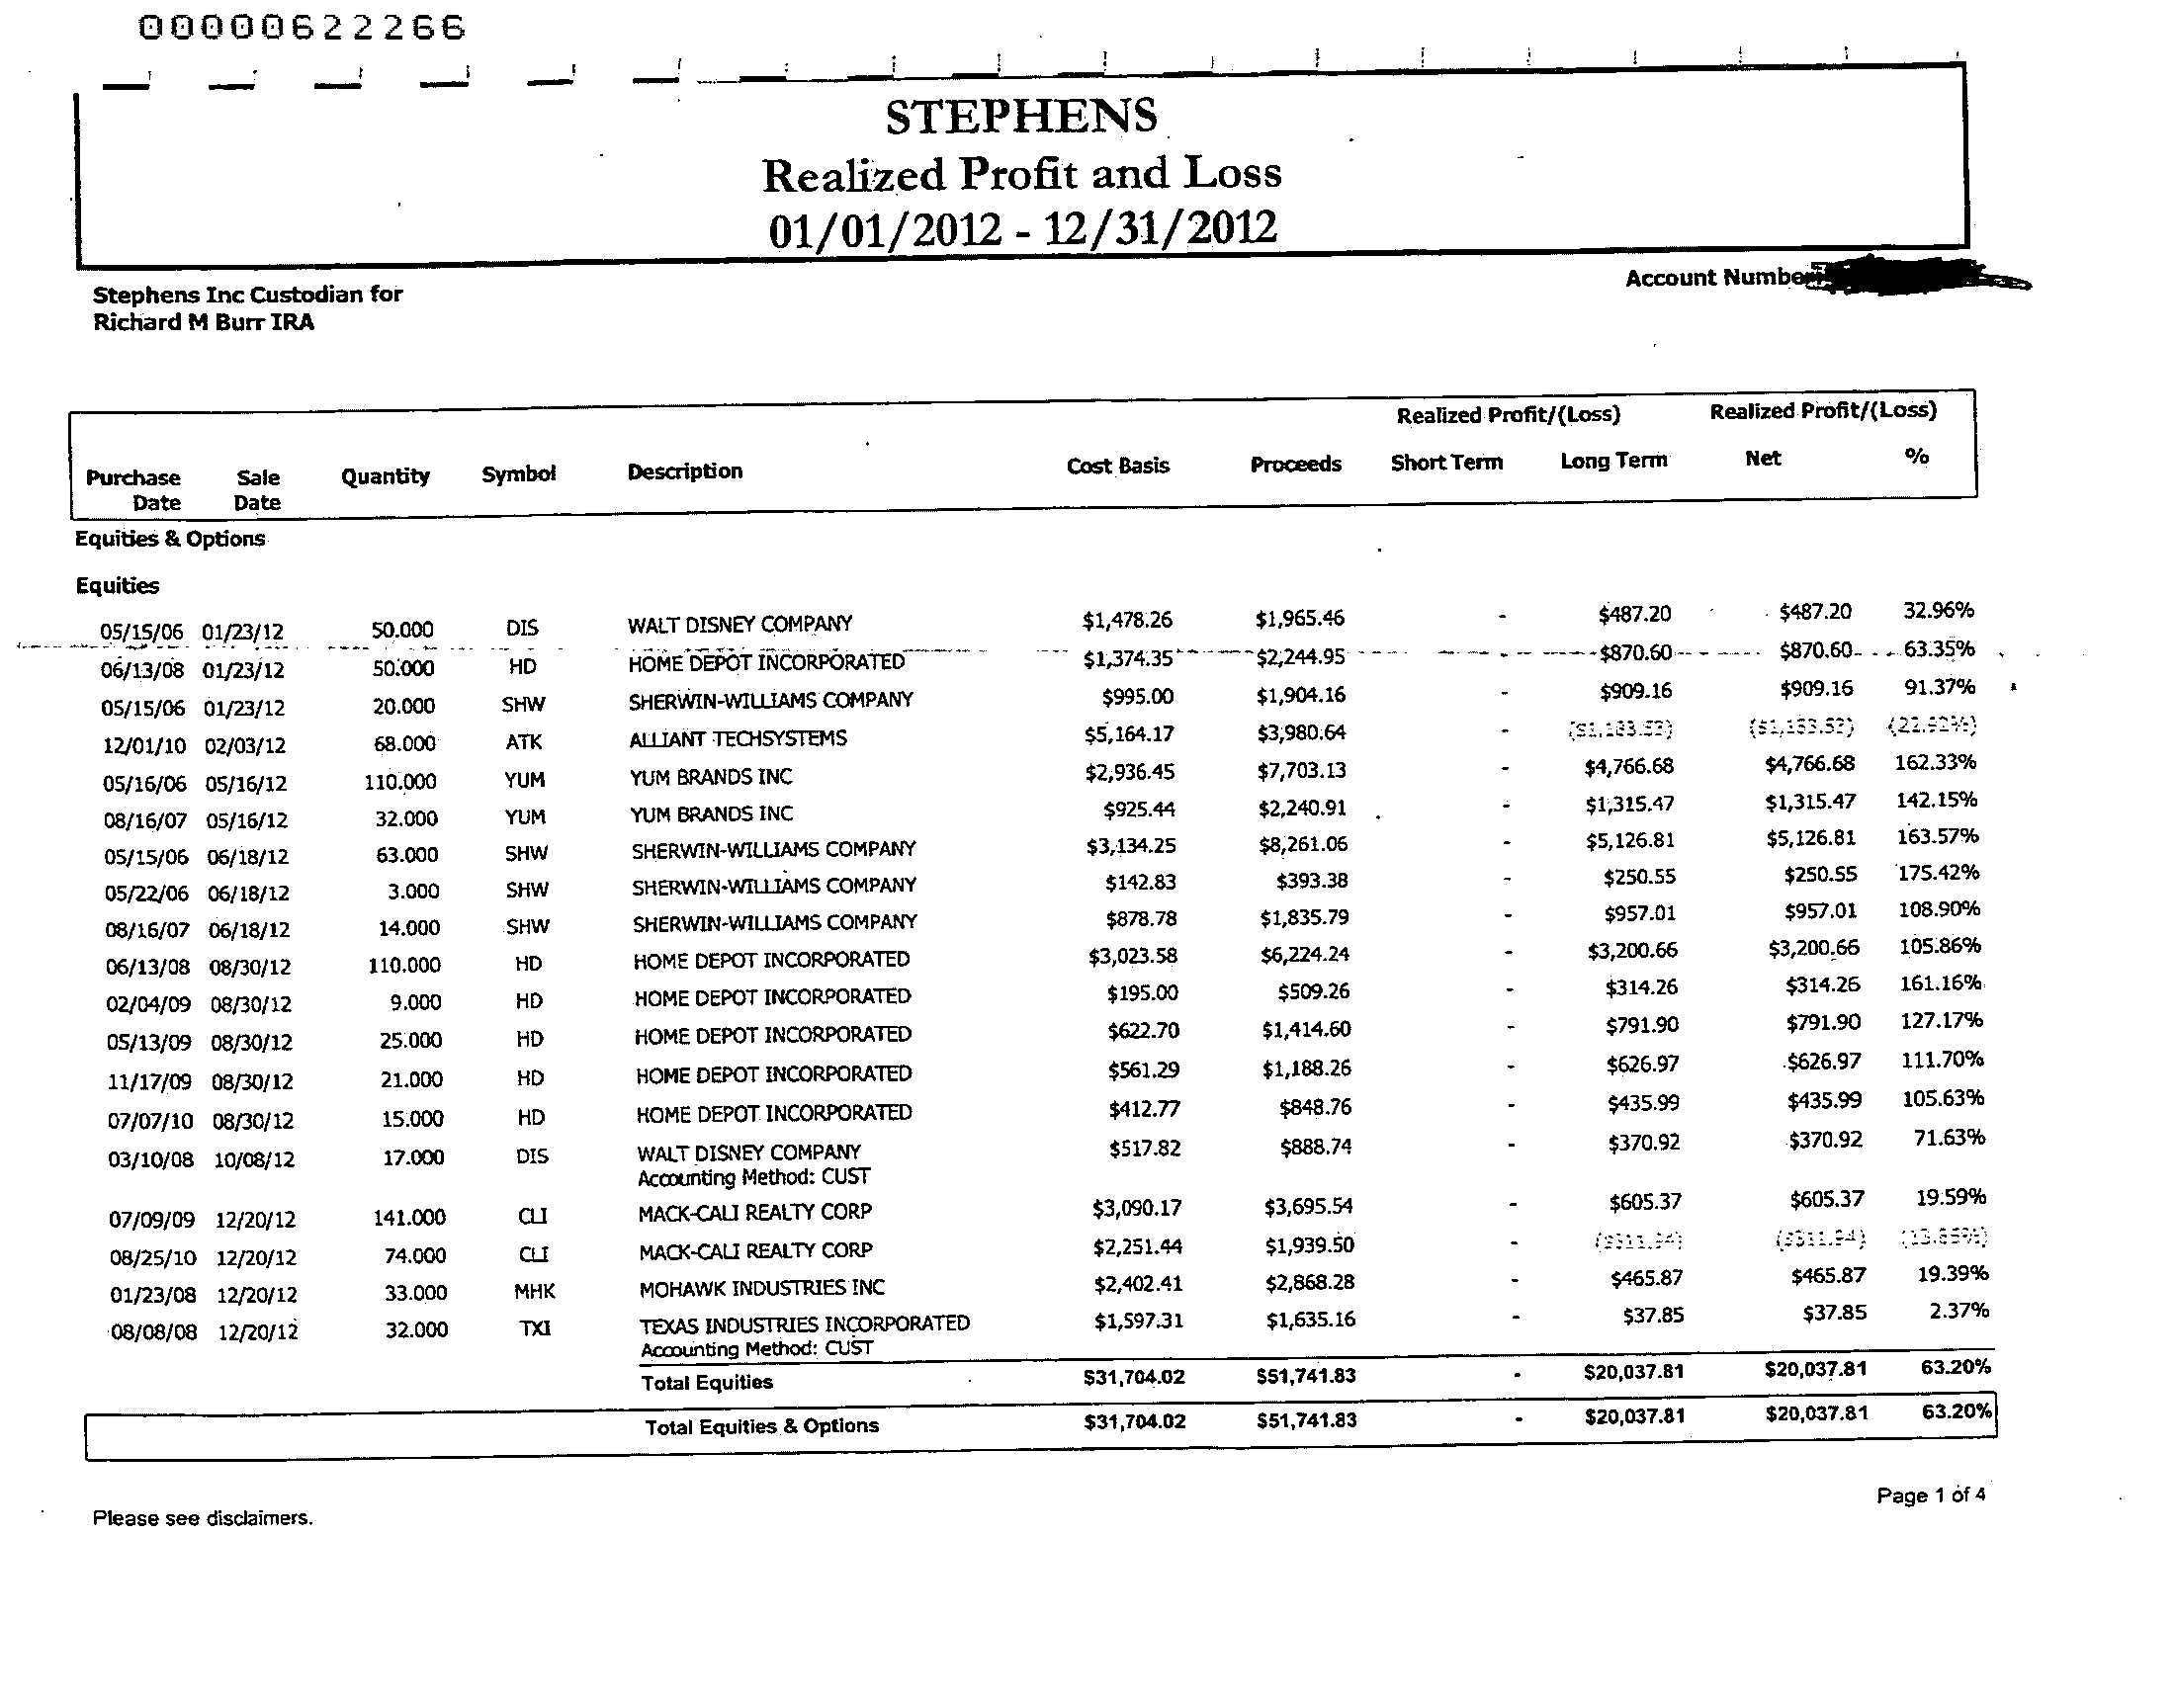 00000622266
STEPHENS
Realized Profit and Loss
01/01/2012 - 12/31/2012
Account Number
Stephens Inc Custodian for
Richard M Burr IRA
Realized Profit/(Loss) Realized Profit/(Loss)
Purchase Date Sale Date Quantity Symbol Description Cost Basis Proceeds Short Term Long Term Net %
Equities & Options
Equities
05/15/06 01/23/12 50.000 DIS WALT DISNEY COMPANY $1,478.26 $1,965.46 - $487.20 $487.20 32.96%
06/13/08 01/23/12 50.000 HD HOME DEPOT INCORPORATED $1,374.35 $2,244.95 - $870.60 $870.60 63.35%
05/15/06 01/23/12 20.000 SHW SHERWIN-WILLIAMS COMPANY $995.00 $1,904.16 - $909.16 $909.16 91.37%
12/01/10 02/03/12 68.000 ATK ALLIANT TECHSYSTEMS $5,164.17 $3,980.64 - 
05/16/06 05/16/12 110.000 YUM YUM BRANDS INC $2,936.45 $7,703.13 - $4,766.68 $4,766.68 162.33%
08/16/07 05/16/12 32.000 YUM YUM BRANDS INC $925.44 $2,240.91 - $1,315.47 $1,315.47 142.15%
05/15/06 06/18/12 63.000 SHW SHERWIN-WILLIAMS COMPANY $3,134.25 $8,261.06 - $5,126.81 $5,126.81 163.57%
05/22/06 06/18/12 3.000 SHW SHERWIN-WILLIAMS COMPANY $142.83 $393.38 - $250.55 $250.55 175.42%
08/16/07 06/18/12 14.000 SHW SHERWIN-WILLIAMS COMPANY $878.78 $1,835.79 - $957.01 $957.01 108.90%
06/13/08 08/30/12 110.000 HD HOME DEPOT INCORPORATED $3,023.58 $6,224.24 - $3,200.66 $3,200.66 105.86%
02/04/09 08/30/12 9.000 HD HOME DEPOT INCORPORATED $195.00 $509.26 - $314.26 $314.26 161.16%
05/13/09 08/30/12 25.000 HD HOME DEPOT INCORPORATED $622.70 $1,414.60 - $791.90 $791.90 127.17%
11/17/09 08/30/12 21.000 HD HOME DEPOT INCORPORATED $561.29 $1,188.26 - $626.97 $626.97 111.70%
07/07/10 08/30/12 15.000 HD HOME DEPOT INCORPORATED $412.77 $848.76 - $435.99 $435.99 105.63%
03/10/08 10/08/12 17.000 DIS WALT DISNEY COMPANY $517.82 $888.74 - $370.92 $370.92 71.63%
Accounting Method: CUST
07/09/09 12/20/12 141.000 CLI MACK-CALI REALTY CORP $3,090.17 $3,695.54 - $605.37 $605.37 19.59%
08/25/10 12/20/12 74.000 CLI MACK-CALI REALTY CORP $2,251.44 $1,939.50 - ($311.94) ($311.94)
01/23/08 12/20/12 33.000 MHK MOHAWK INDUSTRIES INC $2,402.41 $2,868.28 - $465.87 $465.87 19.39%
08/08/08 12/20/12 32.000 TXI TEXAS INDUSTRIES INCORPORATED $1,597.31 $1,635.16 - $37.85 $37.85 2.37%
Accounting Method: CUST
Total Equities $31,704.02 $51,741.83 - $20,037.81 $20,037.81 63.20%
Total Equities & Options $31,704.02 $51,741.83 - $20,037.81 $20,037.81 63.20%
Page 1 of 4
Please see disclaimers.